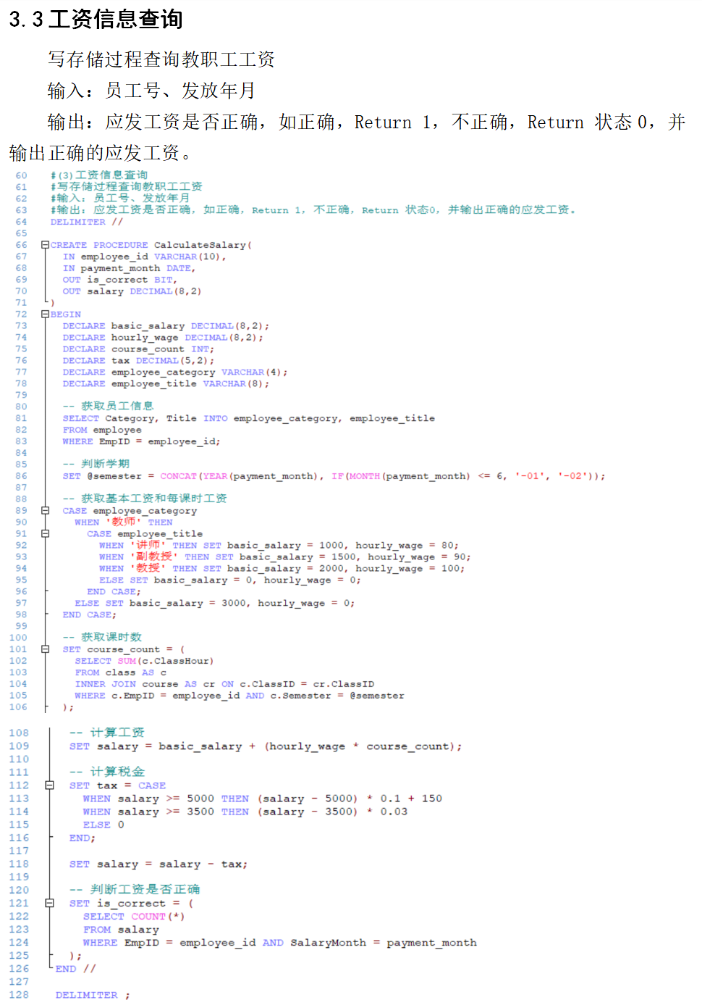 3.3 工资信息查询
写存储过程查询教职工工资
输入：员工号、发放年月
输出：应发工资是否正确，如正确，Return 1，不正确，Return 状态0，并
输出正确的应发工资。
60 #(3)工资信息查询
61 #写存储过程查询教职工工资
62 #输入：员工号、发放年月
63 #输出：应发工资是否正确，如正确，Return 1，不正确，Return 状态0，并输出正确的应发工资。
64 DELIMITER //
65
66 CREATE PROCEDURE CalculateSalary(
67 IN employee_id VARCHAR(10),
68 IN payment_month DATE,
69 OUT is_correct BIT,
70 OUT salary DECIMAL(8,2)
71 )
72 BEGIN
73 DECLARE basic_salary DECIMAL(8,2);
74 DECLARE hourly_wage DECIMAL(8,2);
75 DECLARE course_count INT;
76 DECLARE tax DECIMAL(5,2);
77 DECLARE employee_category VARCHAR(4);
78 DECLARE employee_title VARCHAR(8);
79
80 -- 获取员工信息
81 SELECT Category, Title INTO employee_category, employee_title
82 FROM employee
83 WHERE EmpID = employee_id;
84
85 -- 判断学期
86 SET @semester = CONCAT(YEAR(payment_month), IF(MONTH(payment_month) <= 6, '-01', '-02'));
87
88 -- 获取基本工资和每课时工资
89 CASE employee_category
90 WHEN '教师' THEN
91 CASE employee_title
92 WHEN '讲师' THEN SET basic_salary = 1000, hourly_wage = 80;
93 WHEN '副教授' THEN SET basic_salary = 1500, hourly_wage = 90;
94 WHEN '教授' THEN SET basic_salary = 2000, hourly_wage = 100;
95 ELSE SET basic_salary = 0, hourly_wage = 0;
96 END CASE;
97 ELSE SET basic_salary = 3000, hourly_wage = 0;
98 END CASE;
99
100 -- 获取课时数
101 SET course_count = (
102 SELECT SUM(c.ClassHour)
103 FROM class AS c
104 INNER JOIN course AS cr ON c.ClassID = cr.ClassID
105 WHERE c.EmpID = employee_id AND c.Semester = @semester
106 );
108 -- 计算工资
109 SET salary = basic_salary + (hourly_wage * course_count);
110
111 -- 计算税金
112 SET tax = CASE
113 WHEN salary >= 5000 THEN (salary - 5000) * 0.1 + 150
114 WHEN salary >= 3500 THEN (salary - 3500) * 0.03
115 ELSE 0
116 END;
117
118 SET salary = salary - tax;
119
120 -- 判断工资是否正确
121 SET is_correct = (
122 SELECT COUNT(*)
123 FROM salary
124 WHERE EmpID = employee_id AND SalaryMonth = payment_month
125 );
126 END //
127
128 DELIMITER ;